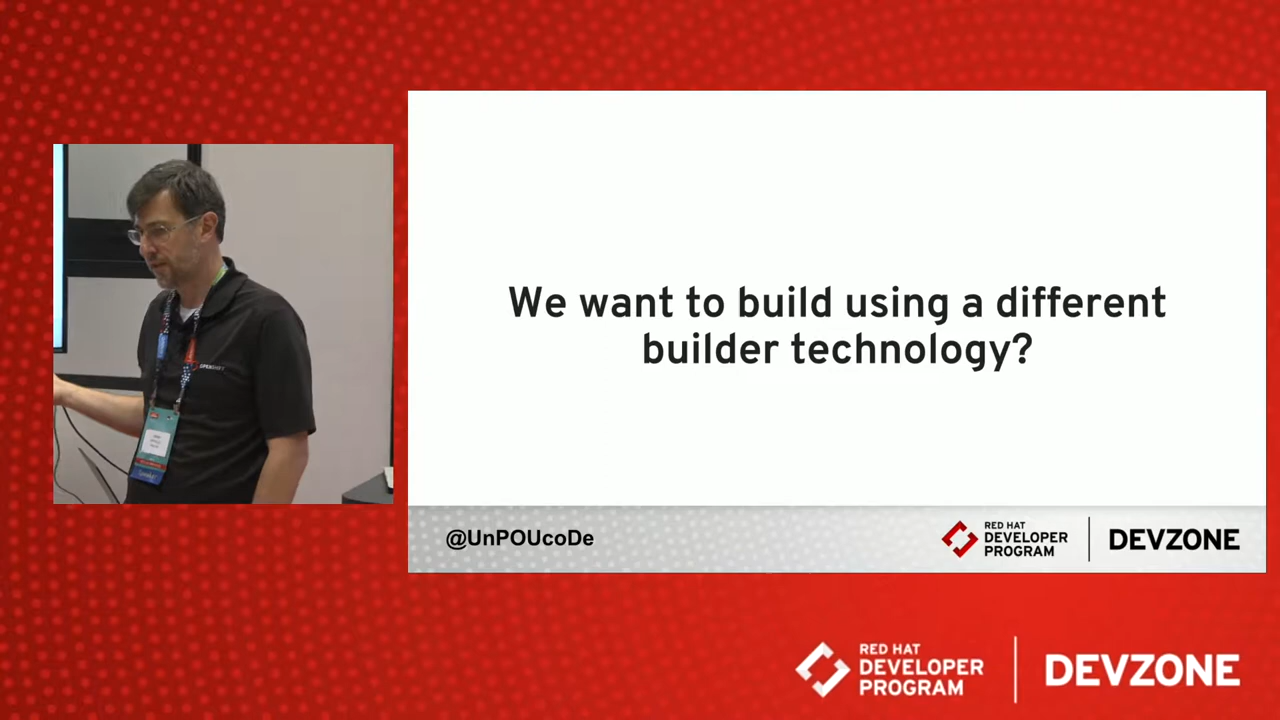 OPENSHIFT
We want to build using a different
builder technology?
@UnPOUcoDe
RED HAT
DEVELOPER
PROGRAM
DEVZONE
RED HAT
DEVELOPER
PROGRAM
DEVZONE